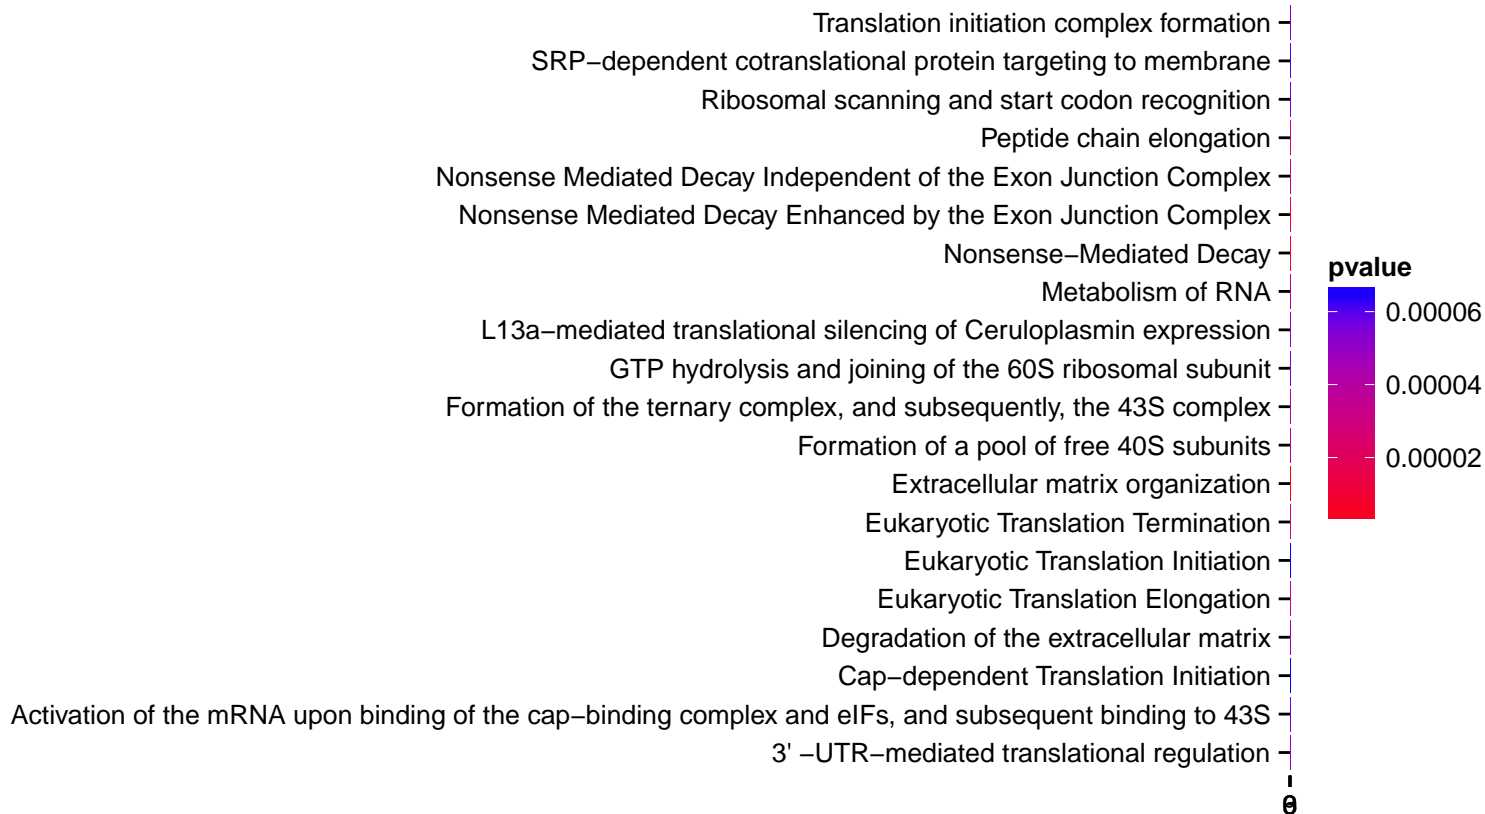 Translation initiation complex formation
SRP−dependent cotranslational protein targeting to membrane
Ribosomal scanning and start codon recognition
Peptide chain elongation
Nonsense Mediated Decay Independent of the Exon Junction Complex
Nonsense Mediated Decay Enhanced by the Exon Junction Complex
Nonsense−Mediated Decay
Metabolism of RNA
L13a−mediated translational silencing of Ceruloplasmin expression
GTP hydrolysis and joining of the 60S ribosomal subunit
Formation of the ternary complex, and subsequently, the 43S complex
Formation of a pool of free 40S subunits
Extracellular matrix organization
Eukaryotic Translation Termination
Eukaryotic Translation Initiation
Eukaryotic Translation Elongation
Degradation of the extracellular matrix
Cap−dependent Translation Initiation
Activation of the mRNA upon binding of the cap−binding complex and eIFs, and subsequent binding to 43S
3' −UTR−mediated translational regulation
pvalue
0.00006
0.00004
0.00002